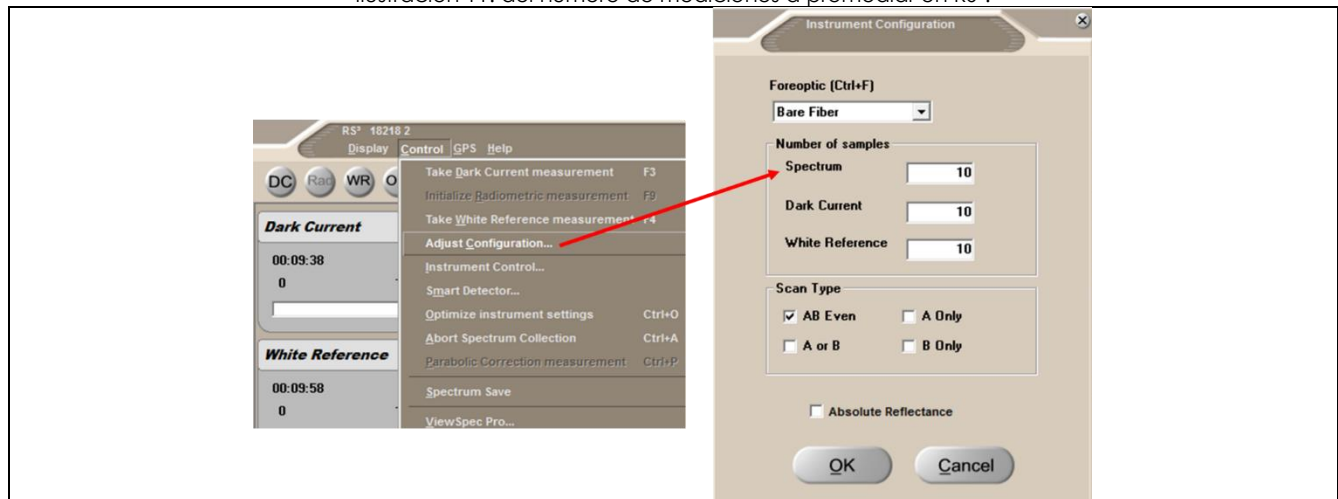 RS³ 18218 2
Display Control GPS Help
DC Rad WR O
Take Dark Current measurement F3
Initialize Radiometric measurement F9
Take White Reference measurement F4
Adjust Configuration...
Instrument Control...
Smart Detector...
Optimize instrument settings Ctrl+O
Abort Spectrum Collection Ctrl+A
Parabolic Correction measurement Ctrl+P
Spectrum Save
ViewSpec Pro...
Dark Current
00:09:38
0
White Reference
00:09:58
0
Instrument Configuration
Foreoptic (Ctrl+F)
Bare Fiber
Number of samples
Spectrum 10
Dark Current 10
White Reference 10
Scan Type
AB Even A Only
A or B B Only
Absolute Reflectance
OK Cancel